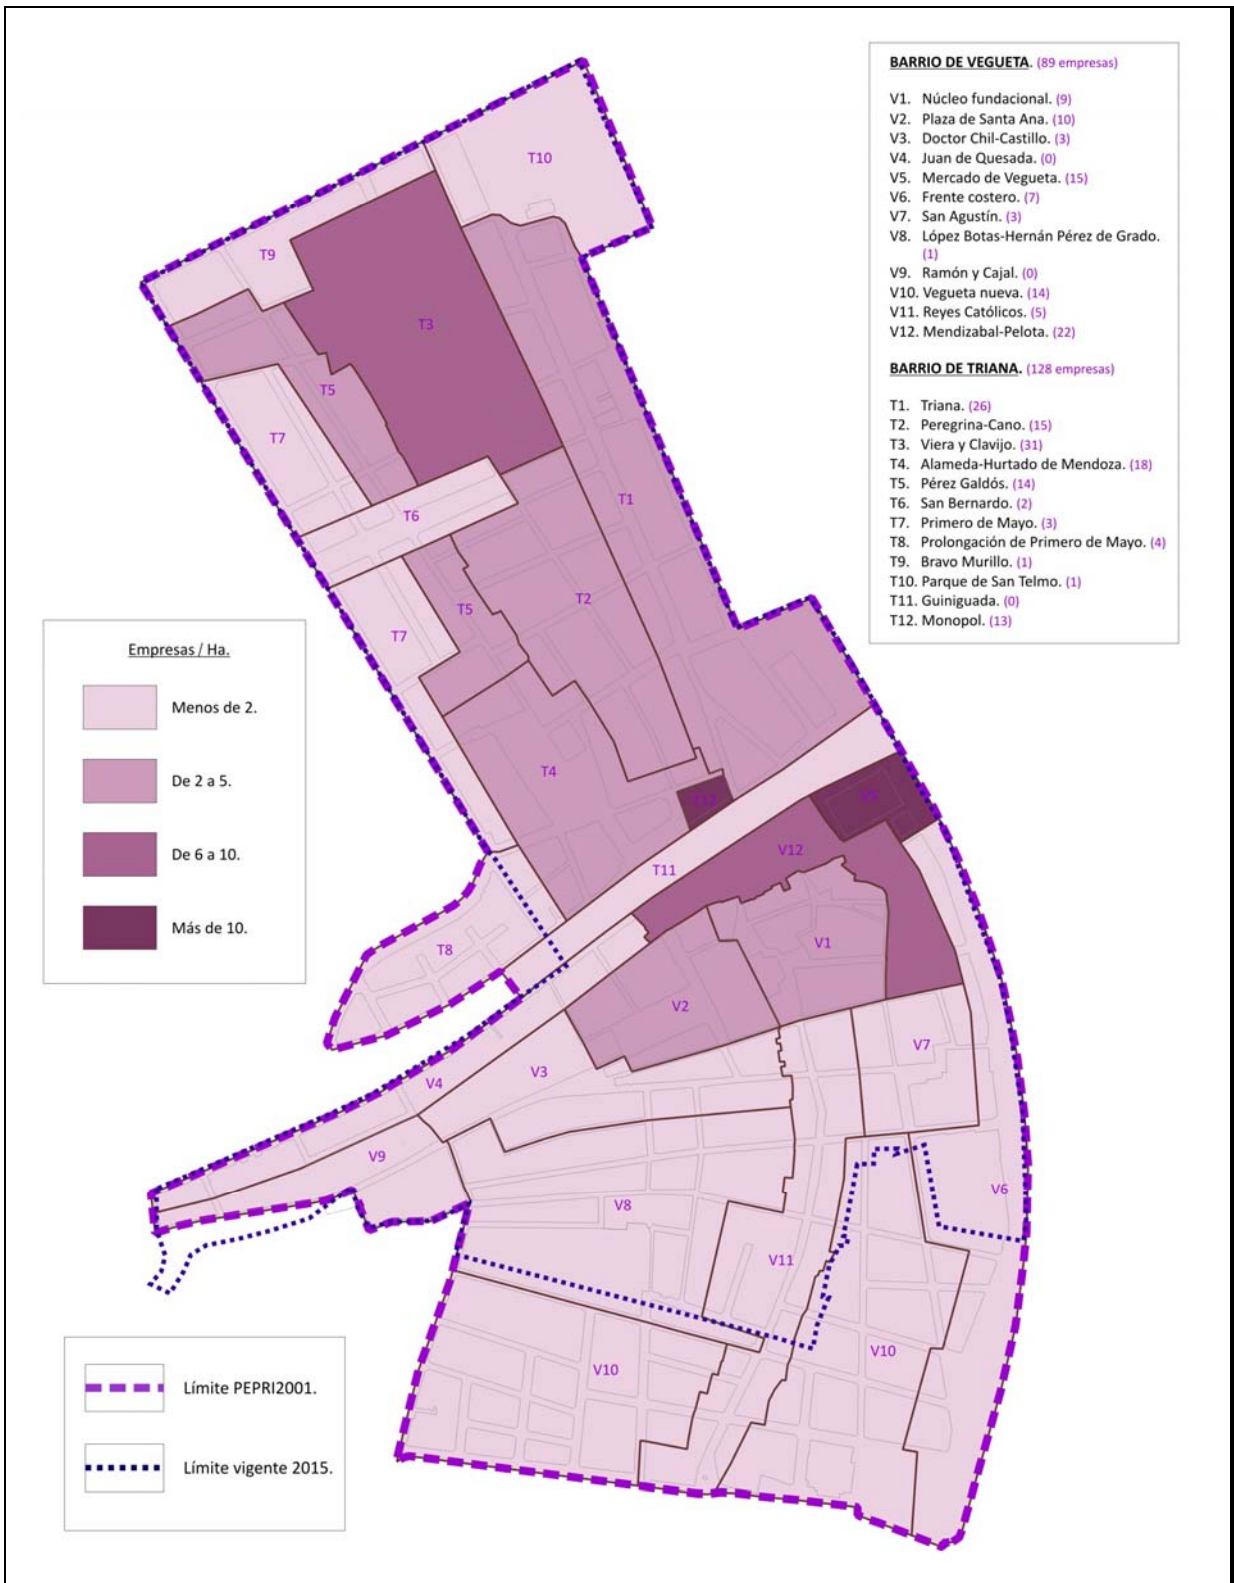 BARRIO DE VEGUETA. (89 empresas)
V1. Núcleo fundacional. (9)
V2. Plaza de Santa Ana. (10)
V3. Doctor Chil-Castillo. (3)
V4. Juan de Quesada. (0)
V5. Mercado de Vegueta. (15)
V6. Frente costero. (7)
V7. San Agustín. (3)
V8. López Botas-Hernán Pérez de Grado.
(1)
V9. Ramón y Cajal. (0)
V10. Vegueta nueva. (14)
V11. Reyes Católicos. (5)
V12. Mendizabal-Pelota. (22)
BARRIO DE TRIANA. (128 empresas)
T1. Triana. (26)
T2. Peregrina-Cano. (15)
T3. Viera y Clavijo. (31)
T4. Alameda-Hurtado de Mendoza. (18)
T5. Pérez Galdós. (14)
T6. San Bernardo. (2)
T7. Primero de Mayo. (3)
T8. Prolongación de Primero de Mayo. (4)
T9. Bravo Murillo. (1)
T10. Parque de San Telmo. (1)
T11. Guiniguada. (0)
T12. Monopol. (13)
T10
T9
T3
T5
T7
T1
T6
T2
T5
T7
T4
T12
V5
V12
T11
V1
T8
V2
V7
V3
V4
V9
V6
V8
V11
V10
V10
Empresas / Ha.
Menos de 2.
De 2 a 5.
De 6 a 10.
Más de 10.
Límite PEPRI2001.
Límite vigente 2015.